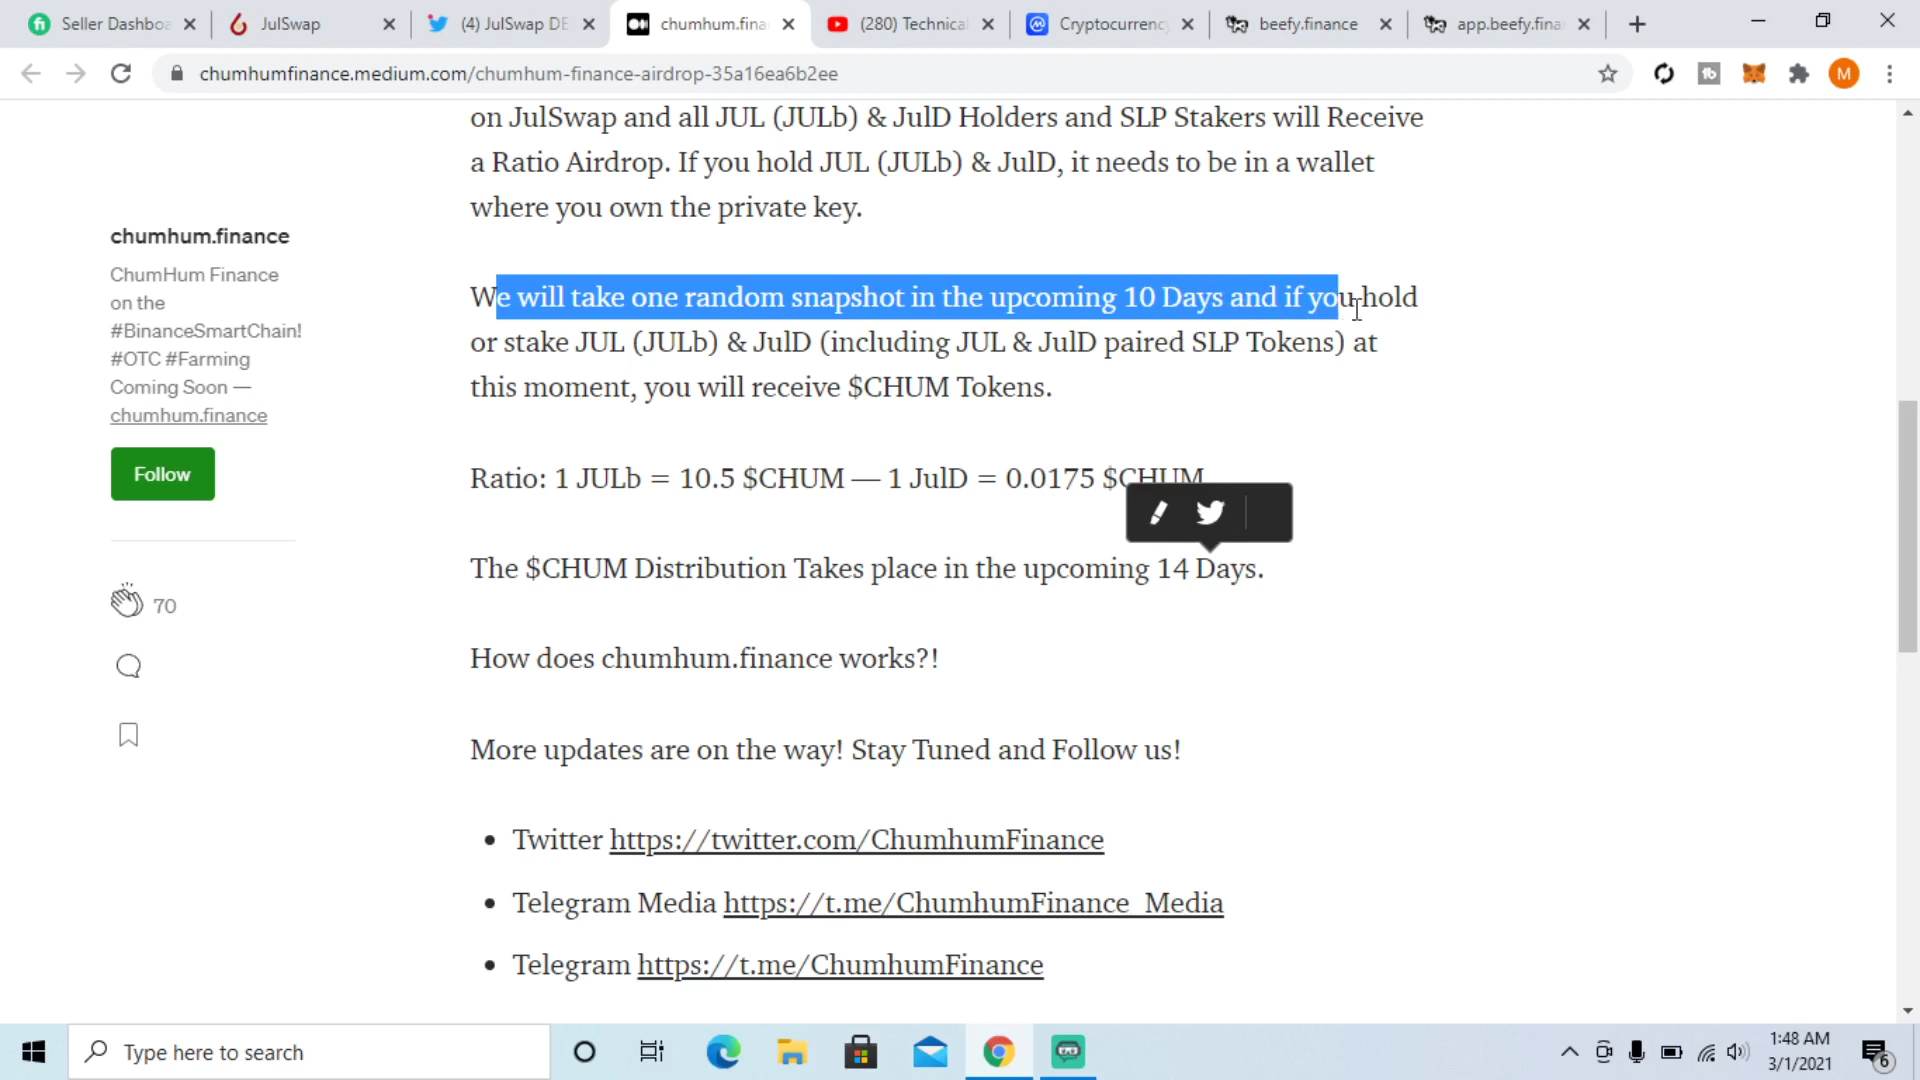 Seller Dashboa
JulSwap
(4) JulSwap DE
chumhum.fina
(280) Technical
Cryptocurrency
beefy.finance
app.beefy.fina
chumhumfinance.medium.com/chumhum-finance-airdrop-35a16ea6b2ee
M
on JulSwap and all JUL (JULb) & JulD Holders and SLP Stakers will Receive
a Ratio Airdrop. If you hold JUL (JULb) & JulD, it needs to be in a wallet
where you own the private key.
chumhum.finance
ChumHum Finance
on the
#BinanceSmartChain!
#OTC #Farming
Coming Soon —
chumhum.finance
Follow
70
We will take one random snapshot in the upcoming 10 Days and if you hold
or stake JUL (JULb) & JulD (including JUL & JulD paired SLP Tokens) at
this moment, you will receive $CHUM Tokens.
Ratio: 1 JULb = 10.5 $CHUM — 1 JulD = 0.0175 $CHUM
The $CHUM Distribution Takes place in the upcoming 14 Days.
How does chumhum.finance works?!
More updates are on the way! Stay Tuned and Follow us!
Twitter https://twitter.com/ChumhumFinance
Telegram Media https://t.me/ChumhumFinance_Media
Telegram https://t.me/ChumhumFinance
Type here to search
1:48 AM
3/1/2021
6